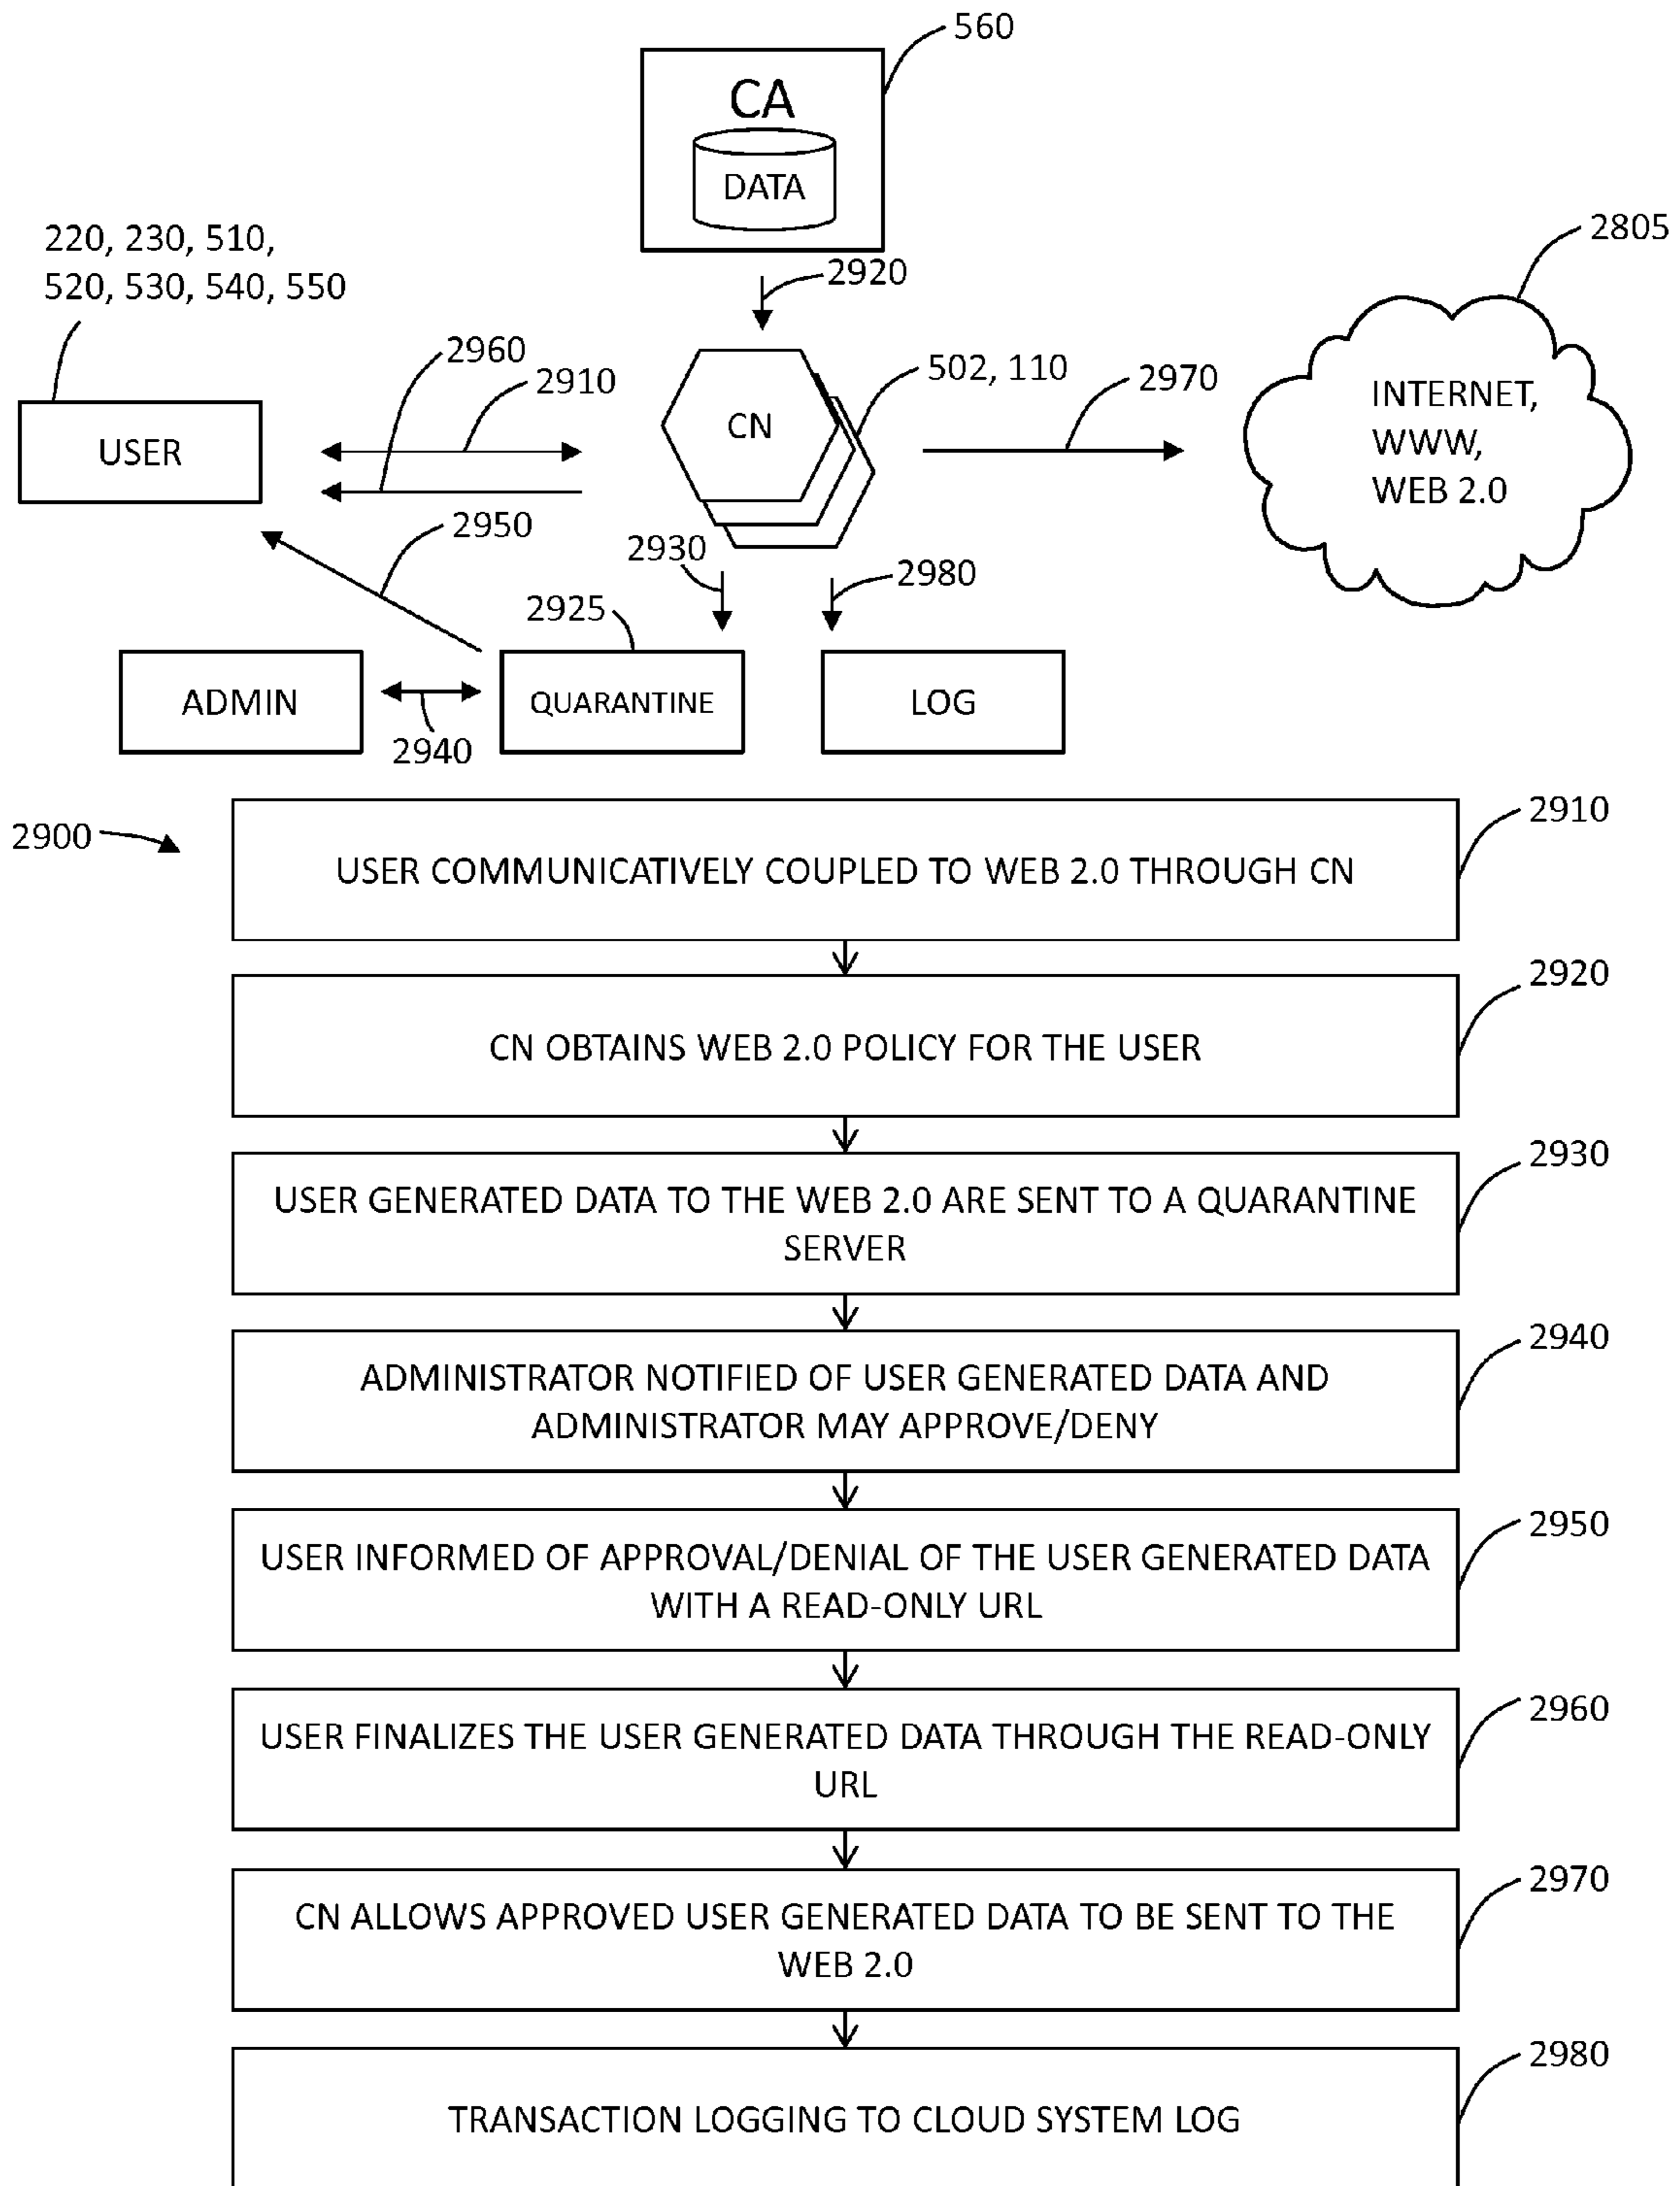 560
CA
DATA
220, 230, 510,
520, 530, 540, 550
2920
2805
2960
2910
502, 110
2970
USER
CN
INTERNET,
WWW,
WEB 2.0
2950
2930
2980
2925
ADMIN
QUARANTINE
LOG
2940
2900
2910
USER COMMUNICATIVELY COUPLED TO WEB 2.0 THROUGH CN
2920
CN OBTAINS WEB 2.0 POLICY FOR THE USER
2930
USER GENERATED DATA TO THE WEB 2.0 ARE SENT TO A QUARANTINE
SERVER
2940
ADMINISTRATOR NOTIFIED OF USER GENERATED DATA AND
ADMINISTRATOR MAY APPROVE/DENY
2950
USER INFORMED OF APPROVAL/DENIAL OF THE USER GENERATED DATA
WITH A READ-ONLY URL
2960
USER FINALIZES THE USER GENERATED DATA THROUGH THE READ-ONLY
URL
2970
CN ALLOWS APPROVED USER GENERATED DATA TO BE SENT TO THE
WEB 2.0
2980
TRANSACTION LOGGING TO CLOUD SYSTEM LOG